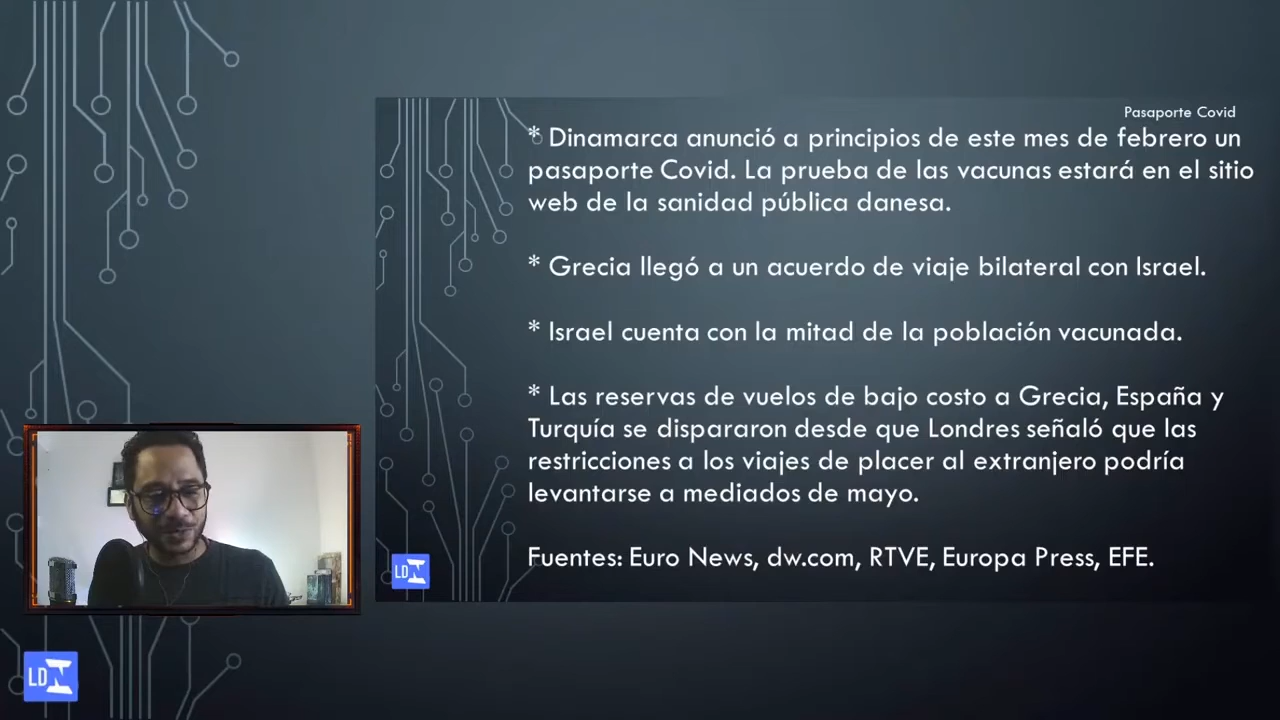 Pasaporte Covid
* Dinamarca anunció a principios de este mes de febrero un
pasaporte Covid. La prueba de las vacunas estará en el sitio
web de la sanidad pública danesa.
* Grecia llegó a un acuerdo de viaje bilateral con Israel.
* Israel cuenta con la mitad de la población vacunada.
* Las reservas de vuelos de bajo costo a Grecia, España y
Turquía se dispararon desde que Londres señaló que las
restricciones a los viajes de placer al extranjero podría
levantarse a mediados de mayo.
Fuentes: Euro News, dw.com, RTVE, Europa Press, EFE.
LDN
LDN